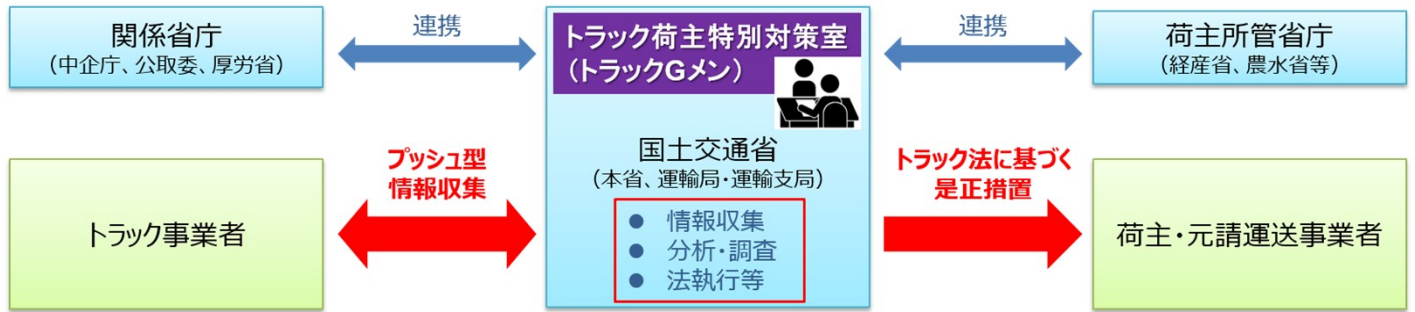 関係省庁
(中企庁、公取委、厚労省)
連携
トラック荷主特別対策室
(トラックGメン)
連携
荷主所管省庁
(経産省、農水省等)
トラック事業者
プッシュ型
情報収集
国土交通省
(本省、運輸局・運輸支局)
● 情報収集
● 分析・調査
● 法執行等
トラック法に基づく
是正措置
荷主・元請運送事業者